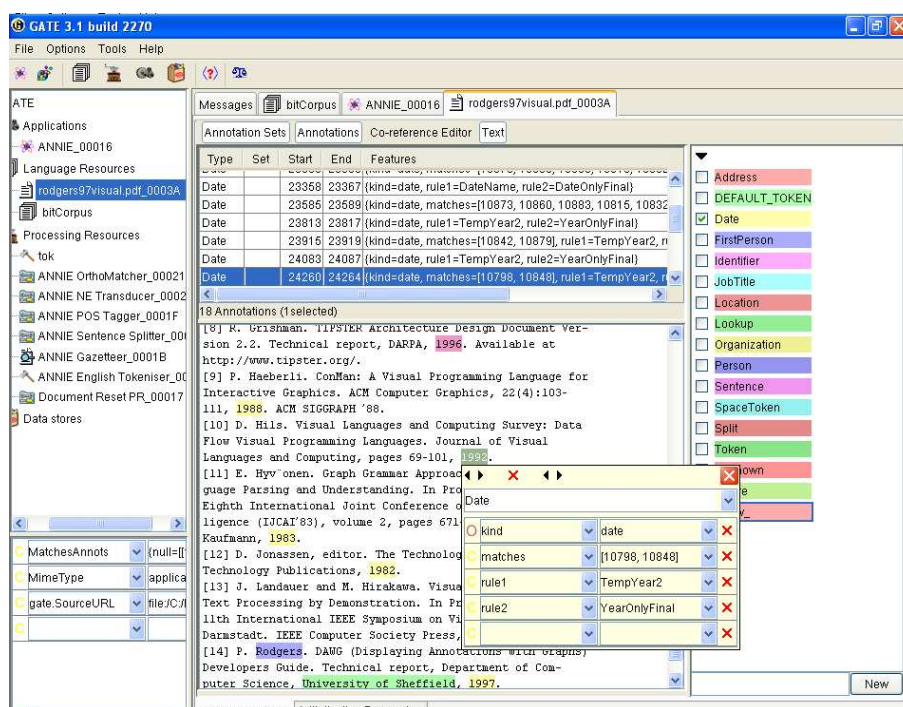 GATE 3.1 build 2270
File Options Tools Help
Messages bitCorpus ANNIE_00016 rodgers97visual.pdf_0003A
ATE
Applications
ANNIE_00016
Language Resources
rodgers97visual.pdf_0003A
bitCorpus
Processing Resources
tok
ANNIE OrthoMatcher_00021
ANNIE NE Transducer_0002
ANNIE POS Tagger_0001F
ANNIE Sentence Splitter_00
ANNIE Gazetteer_0001B
ANNIE English Tokeniser_00
Document Reset PR_00017
Data stores
MatchesAnnots {null=[[
MimeType applica
gate.SourceURL file:/C:/
Annotation Sets Annotations Co-reference Editor Text
Type Set Start End Features
Date 23358 23367 {kind=date, rule1=DateName, rule2=DateOnlyFinal}
Date 23585 23589 {kind=date, matches=[10873, 10860, 10883, 10815, 10832
Date 23813 23817 {kind=date, rule1=TempYear2, rule2=YearOnlyFinal}
Date 23915 23919 {kind=date, matches=[10842, 10879], rule1=TempYear2, r
Date 24083 24087 {kind=date, rule1=TempYear2, rule2=YearOnlyFinal}
Date 24260 24264 {kind=date, matches=[10798, 10848], rule1=TempYear2, r
18 Annotations (1selected)
[8] R. Grishman. TIPSTER Architecture Design Document Ver-
sion 2.2. Technical report, DARPA, 1996. Available at
http://www.tipster.org/.
[9] P. Haeberli. ConMan: A Visual Programming Language for
Interactive Graphics. ACM Computer Graphics, 22(4):103-
111, 1988. ACM SIGGRAPH '88.
[10] D. Hils. Visual Languages and Computing Survey: Data
Flow Visual Programming Languages. Journal of Visual
Languages and Computing, pages 69-101, 1992.
[11] E. Hyv¨onen. Graph Grammar Approac
guage Parsing and Understanding. In Pro
Eighth International Joint Conference o
ligence (IJCAI'83), volume 2, pages 671
Kaufmann, 1983.
[12] D. Jonassen, editor. The Technolog
Technology Publications, 1982.
[13] J. Landauer and M. Hirakawa. Visua
Text Processing by Demonstration. In Pr
11th International IEEE Symposium on Vi
Darmstadt. IEEE Computer Society Press,
[14] P. Rodgers. DAWG (Displaying Annotations with Graphs)
Developers Guide. Technical report, Department of Com-
puter Science, University of Sheffield, 1997.
Date
kind date
matches [10798, 10848]
rule1 TempYear2
rule2 YearOnlyFinal
Address
DEFAULT_TOKEN
Date
FirstPerson
Identifier
JobTitle
Location
Lookup
Organization
Person
Sentence
SpaceToken
Split
Token
nown
New